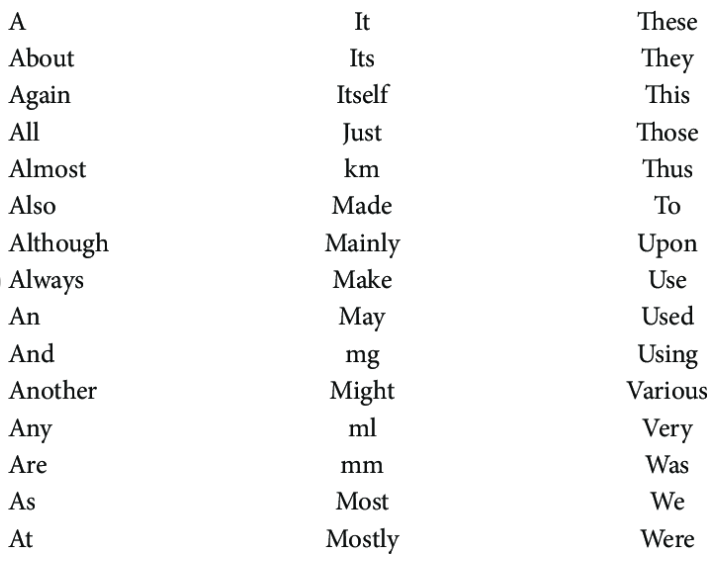 A It These
About Its They
Again Itself This
All Just Those
Almost km Thus
Also Made To
Although Mainly Upon
Always Make Use
An May Used
And mg Using
Another Might Various
Any ml Very
Are mm Was
As Most We
At Mostly Were